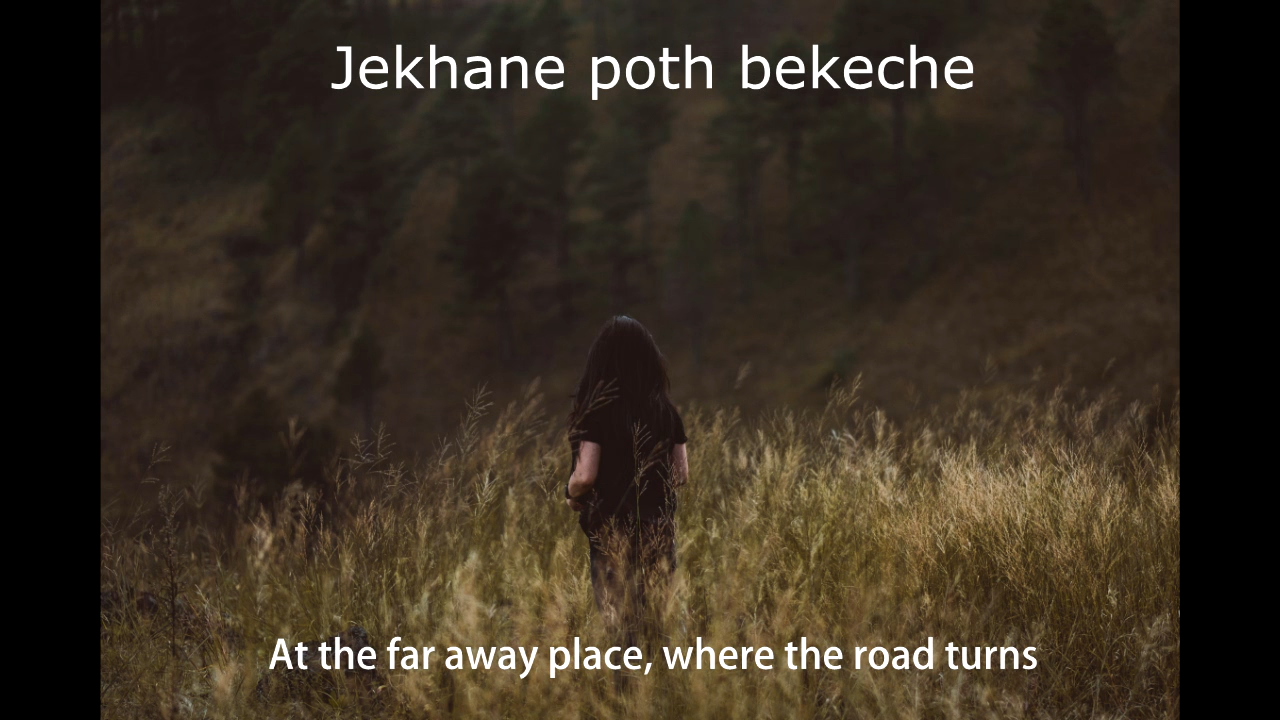 Jekhane poth bekeche
At the far away place, where the road turns